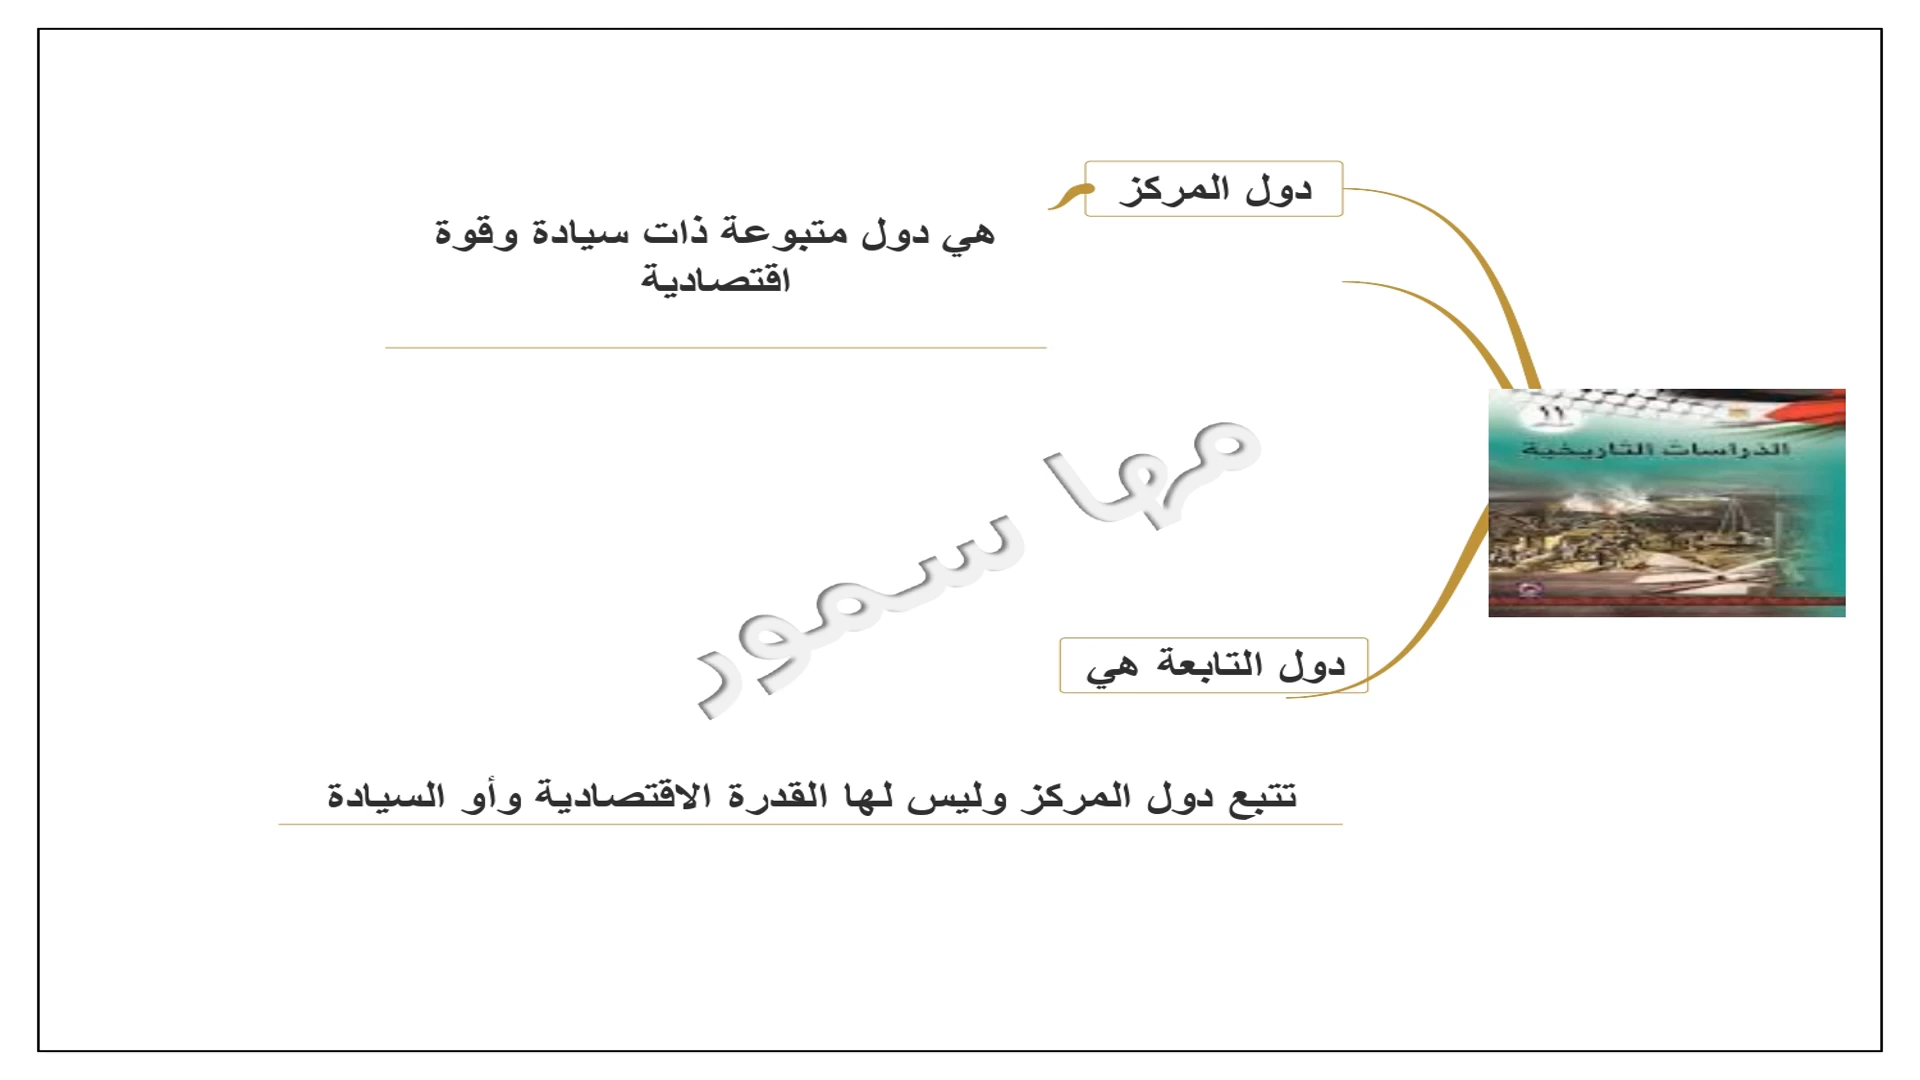 دول المركز
هي دول متبوعة ذات سيادة وقوة
اقتصادية
١١
الدراسات التاريخية
مها سمور
دول التابعة هي
تتبع دول المركز وليس لها القدرة الاقتصادية وأو السيادة